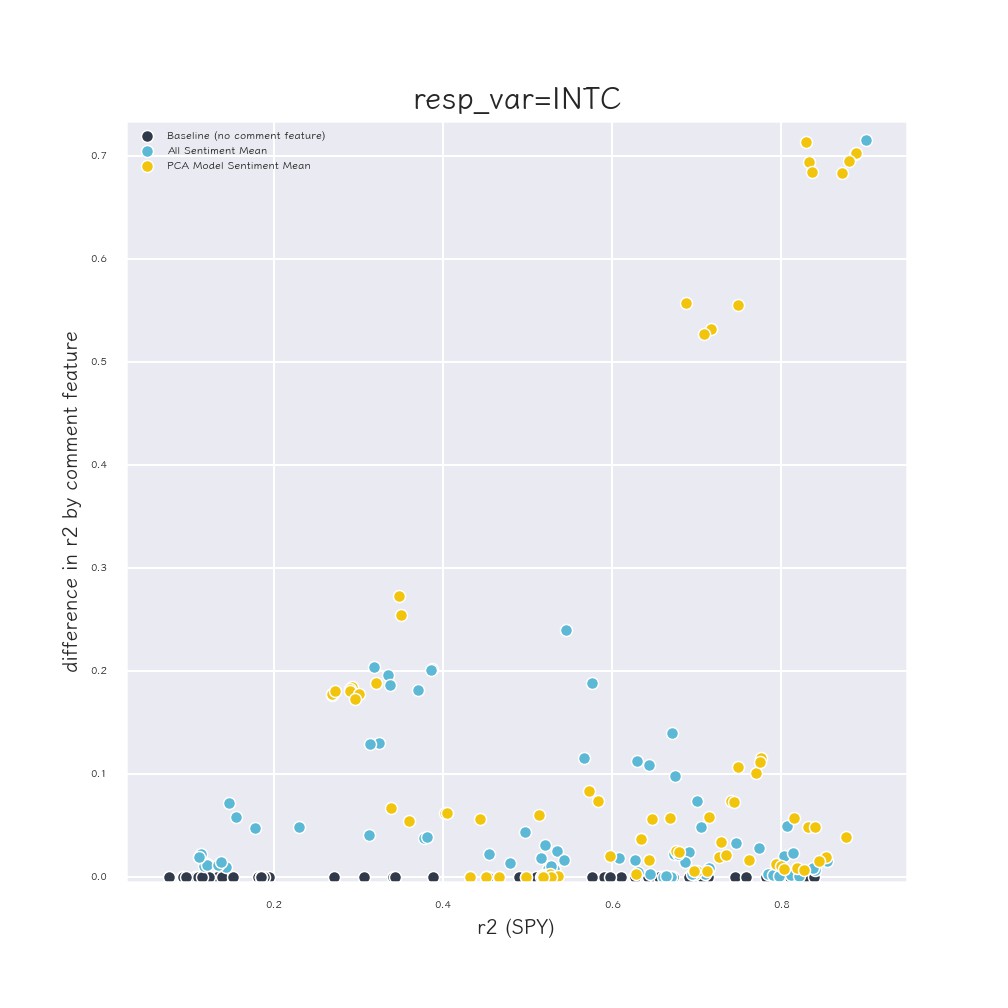 resp_var=INTC
Baseline (no comment feature)
All Sentiment Mean
PCA Model Sentiment Mean
difference in r2 by comment feature
0.7
0.6
0.5
0.4
0.3
0.2
0.1
0.0
0.2 0.4 0.6 0.8
r2 (SPY)